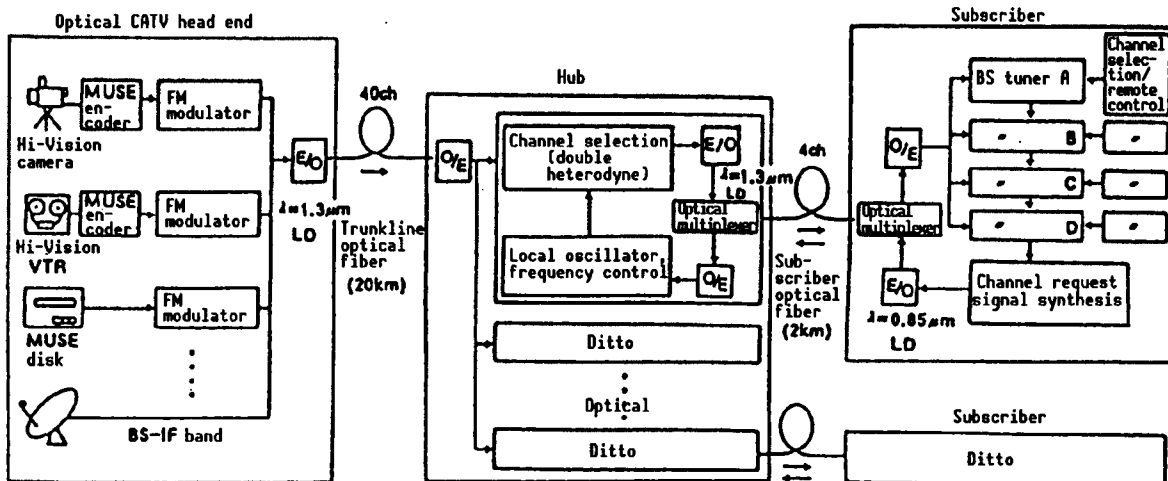 Optical CATV head end
MUSE
en-
coder
FM
modulator
Hi-Vision
camera
MUSE
en-
coder
FM
modulator
Hi-Vision
VTR
FM
modulator
MUSE
disk
BS-IF band
E/O
λ=1.3μm
LD
40ch
Trunkline
optical
fiber
(20km)
Hub
O/E
Channel selection
(double
heterodyne)
E/O
λ=1.3μm
LD
Optical
multiplexer
Local oscillator,
frequency control
O/E
Ditto
Optical
Ditto
4ch
Sub-
scriber
optical
fiber
(2km)
Subscriber
O/E
Optical
multiplexer
E/O
λ=0.85μm
LD
BS tuner A
Channel
selec-
tion/
remote
control
〃 B 〃
〃 C 〃
〃 D 〃
Channel request
signal synthesis
Subscriber
Ditto